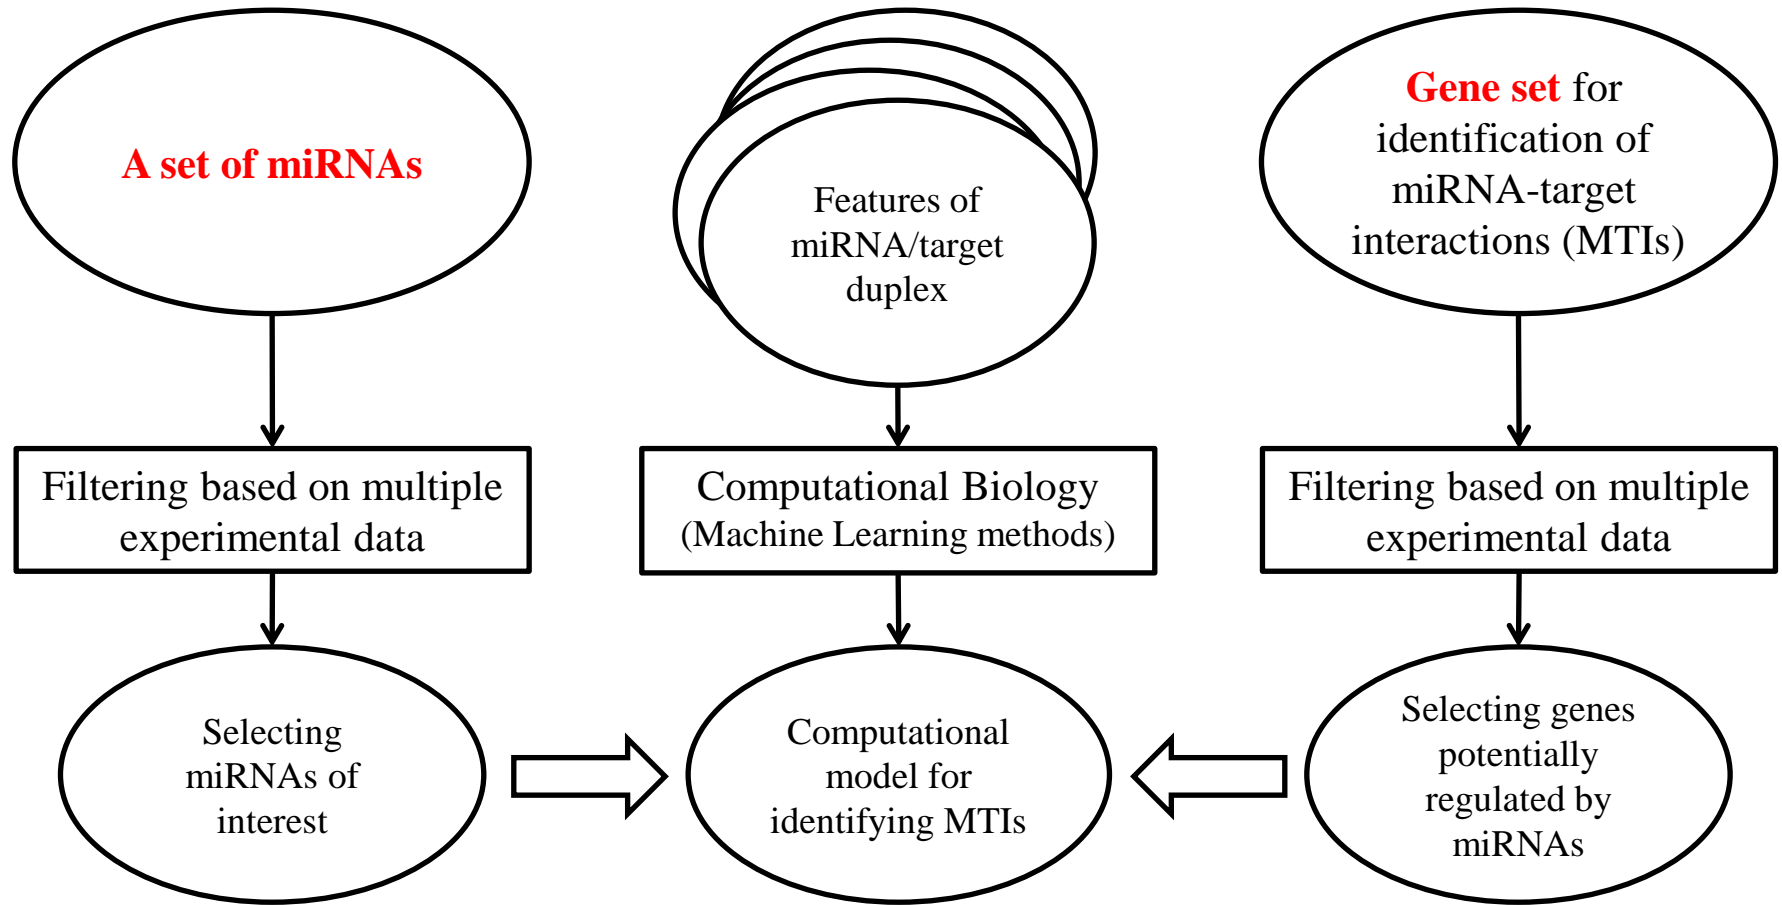 A set of miRNAs
Features of
miRNA/target
duplex
Gene set for
identification of
miRNA-target
interactions (MTIs)
Filtering based on multiple
experimental data
Computational Biology
(Machine Learning methods)
Filtering based on multiple
experimental data
Selecting
miRNAs of
interest
Computational
model for
identifying MTIs
Selecting genes
potentially
regulated by
miRNAs